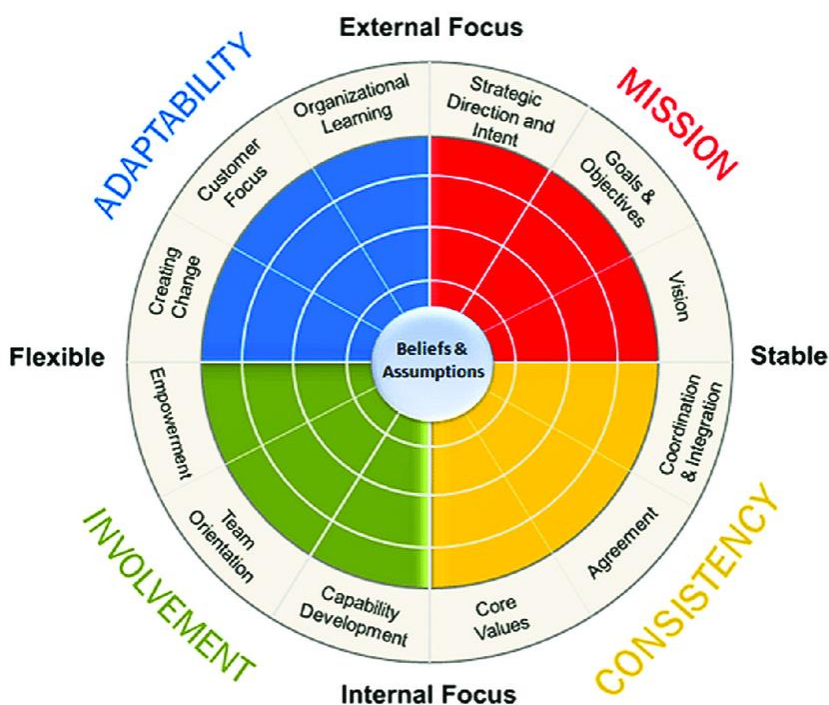 External Focus
ADAPTABILITY
MISSION
Organizational
Learning
Strategic
Direction and
Intent
Customer
Focus
Goals &
Objectives
Creating
Change
Vision
Flexible
Beliefs &
Assumptions
Stable
Empowerment
Coordination
& Integration
Team
Orientation
Agreement
Capability
Development
Core
Values
INVOLVEMENT
CONSISTENCY
Internal Focus